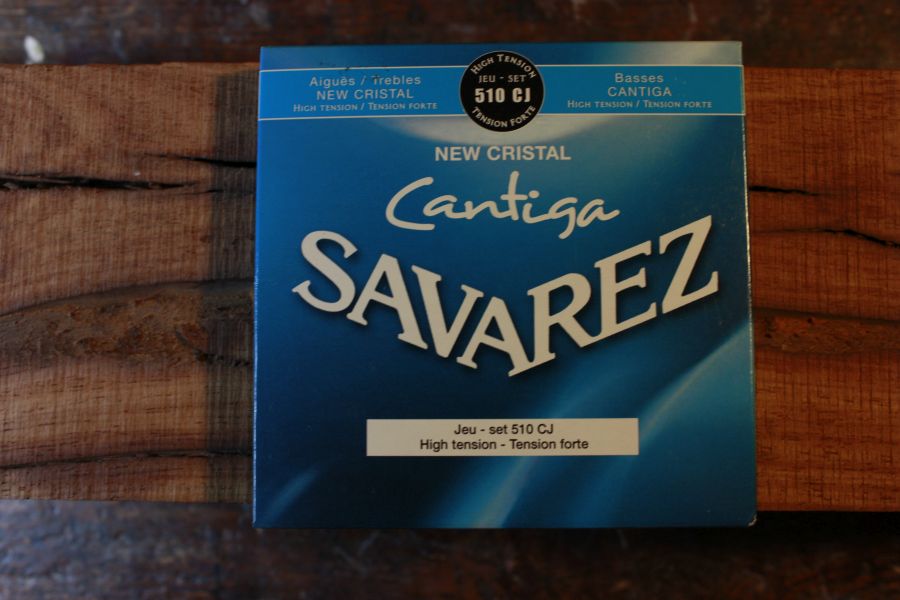 Aiguës / Trebles
NEW CRISTAL
HIGH TENSION / TENSION FORTE
HIGH TENSION
JEU - SET
510 CJ
TENSION FORTE
Basses
CANTIGA
HIGH TENSION / TENSION FORTE
NEW CRISTAL
Cantiga
SAVAREZ
Jeu - set 510 CJ
High tension - Tension forte